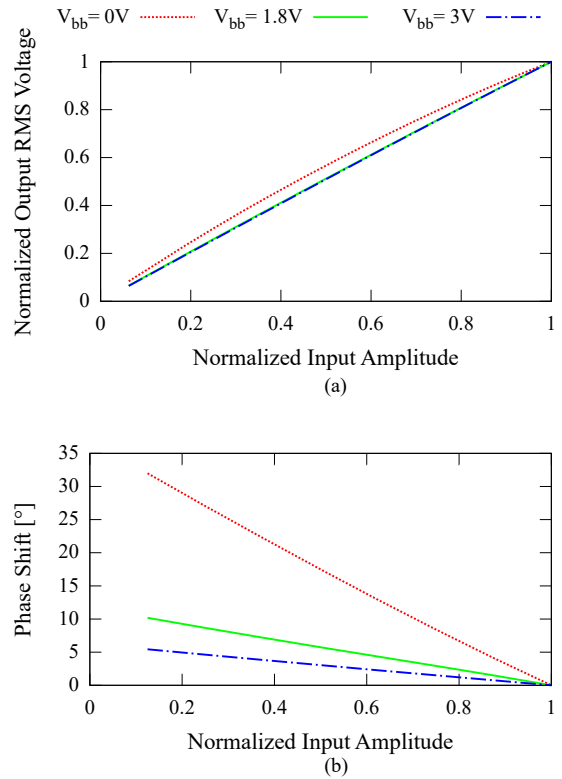 V_bb= 0V V_bb= 1.8V V_bb= 3V
Normalized Output RMS Voltage
1
0.8
0.6
0.4
0.2
0
0 0.2 0.4 0.6 0.8 1
Normalized Input Amplitude
(a)
Phase Shift [°]
35
30
25
20
15
10
5
0
0 0.2 0.4 0.6 0.8 1
Normalized Input Amplitude
(b)